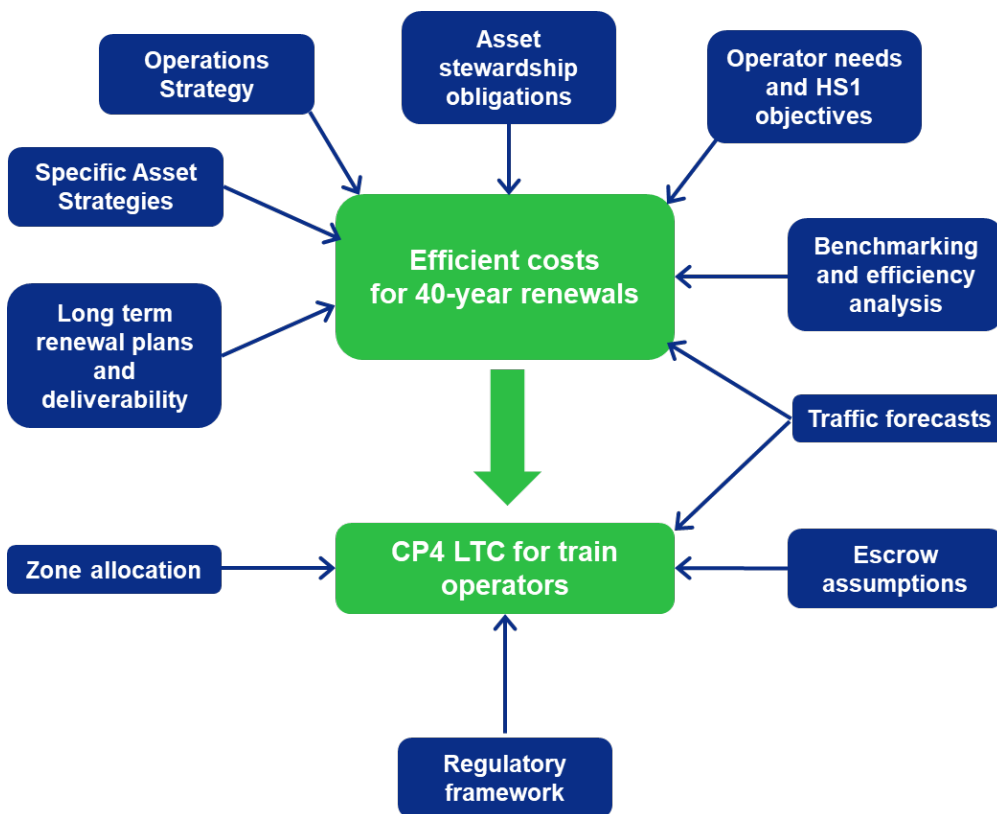 Operations
Strategy
Asset
stewardship
obligations
Operator needs
and HS1
objectives
Specific Asset
Strategies
Efficient costs
for 40-year renewals
Benchmarking
and efficiency
analysis
Long term
renewal plans
and
deliverability
Traffic forecasts
Zone allocation
CP4 LTC for train
operators
Escrow
assumptions
Regulatory
framework